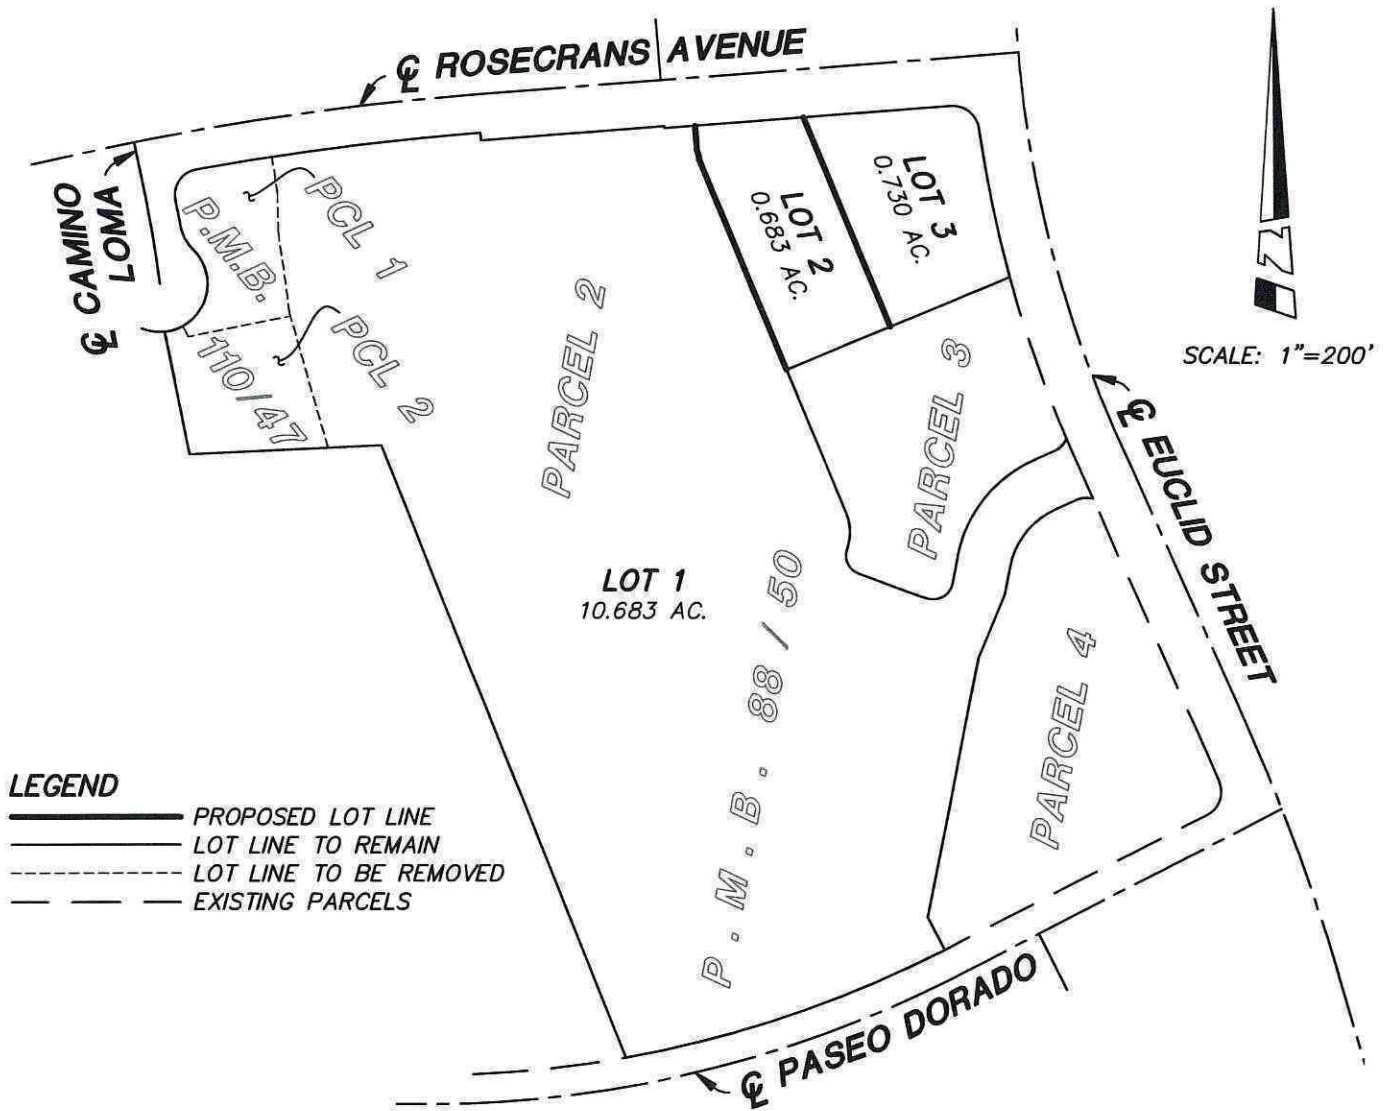 ℄ ROSECRANS AVENUE
℄ CAMINO
LOMA
P.M.B.
110/47
PCL 1
PCL 2
PARCEL 2
LOT 2
0.683 AC.
LOT 3
0.730 AC.
PARCEL 3
N
SCALE: 1"=200'
℄ EUCLID STREET
LOT 1
10.683 AC.
P.M.B. 88 / 50
PARCEL 4
LEGEND
PROPOSED LOT LINE
LOT LINE TO REMAIN
LOT LINE TO BE REMOVED
EXISTING PARCELS
℄ PASEO DORADO